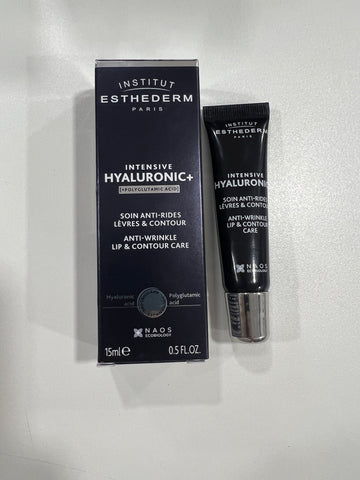 INSTITUT
ESTHEDERM
PARIS
INTENSIVE
HYALURONIC+
[+POLYGLUTAMIC ACID]
SOIN ANTI-RIDES
LÈVRES & CONTOUR
ANTI-WRINKLE
LIP & CONTOUR CARE
Hyaluronic
acid
Polyglutamic
acid
NAOS
ECOBIOLOGY
15ml e 0.5 FL.OZ.
INSTITUT
ESTHEDERM
PARIS
INTENSIVE
HYALURONIC+
SOIN ANTI-RIDES
LÈVRES & CONTOUR
ANTI-WRINKLE
LIP & CONTOUR
CARE
NAOS
ECOBIOLOGY